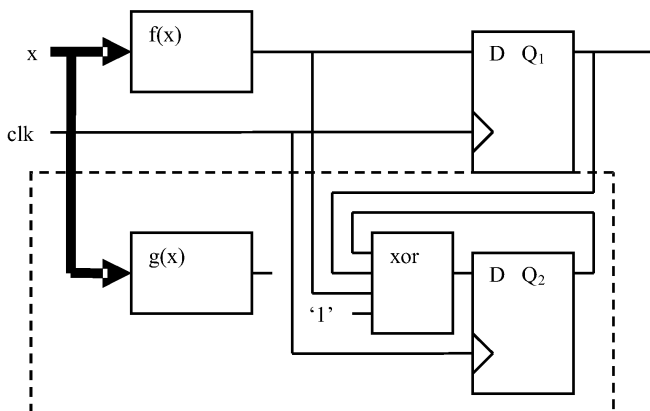 f(x)
x
D Q₁
clk
g(x)
xor
D Q₂
‘1’